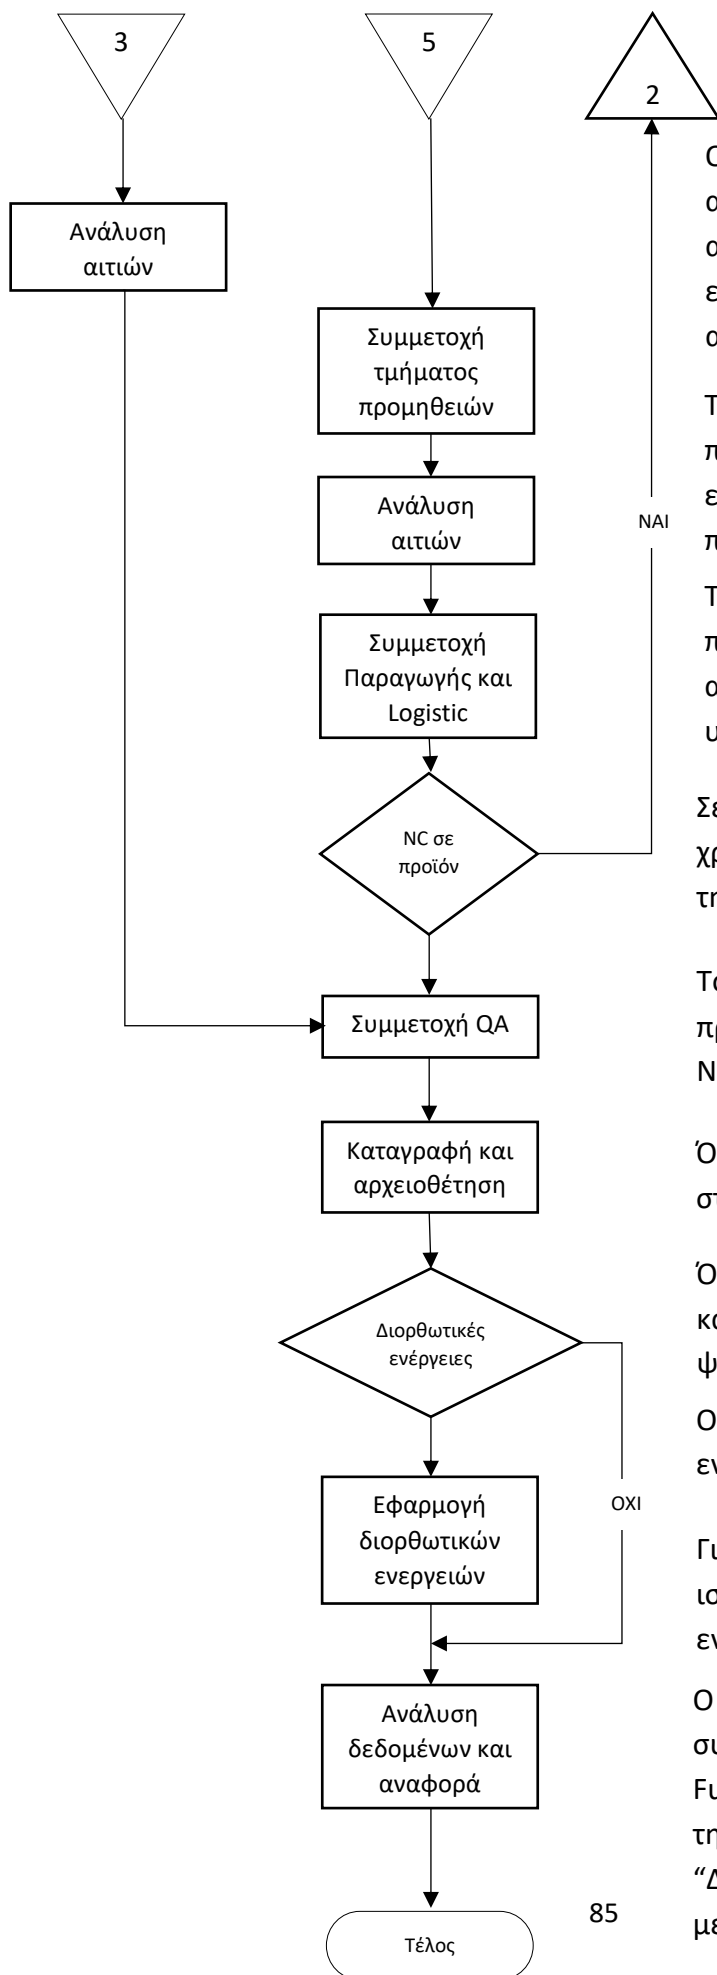 3
5
2
Ανάλυση
αιτιών
Συμμετοχή
τμήματος
προμηθειών
Ανάλυση
αιτιών
ΝΑΙ
Συμμετοχή
Παραγωγής και
Logistic
NC σε
προϊόν
Συμμετοχή QA
Καταγραφή και
αρχειοθέτηση
Διορθωτικές
ενέργειες
Εφαρμογή
διορθωτικών
ενεργειών
ΟΧΙ
Ανάλυση
δεδομένων και
αναφορά
85
Τέλος